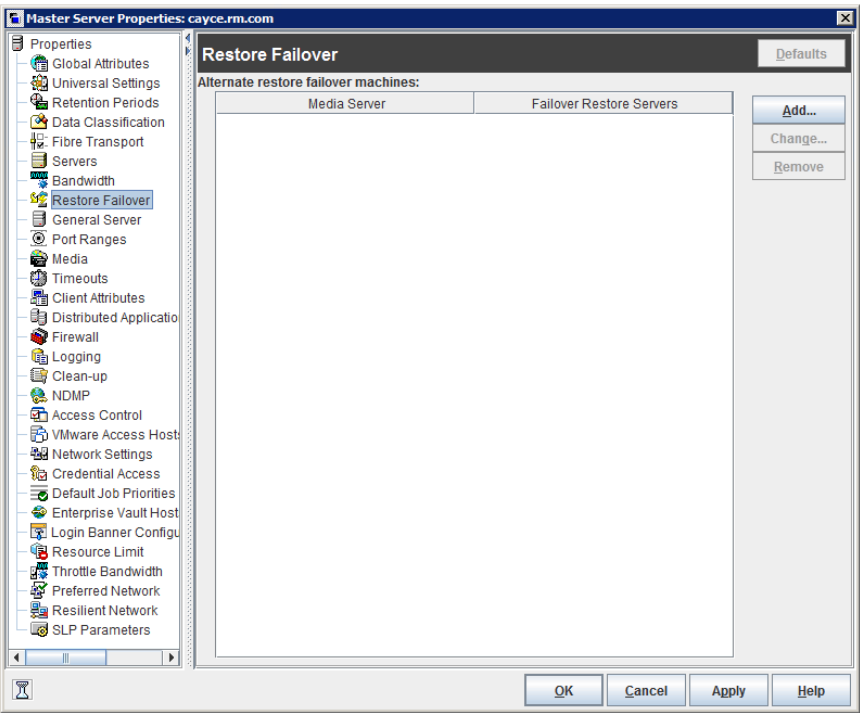 Master Server Properties: cayce.rm.com
Properties
Global Attributes
Universal Settings
Retention Periods
Data Classification
Fibre Transport
Servers
Bandwidth
Restore Failover
General Server
Port Ranges
Media
Timeouts
Client Attributes
Distributed Applicatio
Firewall
Logging
Clean-up
NDMP
Access Control
VMware Access Hosts
Network Settings
Credential Access
Default Job Priorities
Enterprise Vault Host
Login Banner Configu
Resource Limit
Throttle Bandwidth
Preferred Network
Resilient Network
SLP Parameters
Restore Failover
Defaults
Alternate restore failover machines:
Media Server Failover Restore Servers
Add...
Change...
Remove
OK Cancel Apply Help